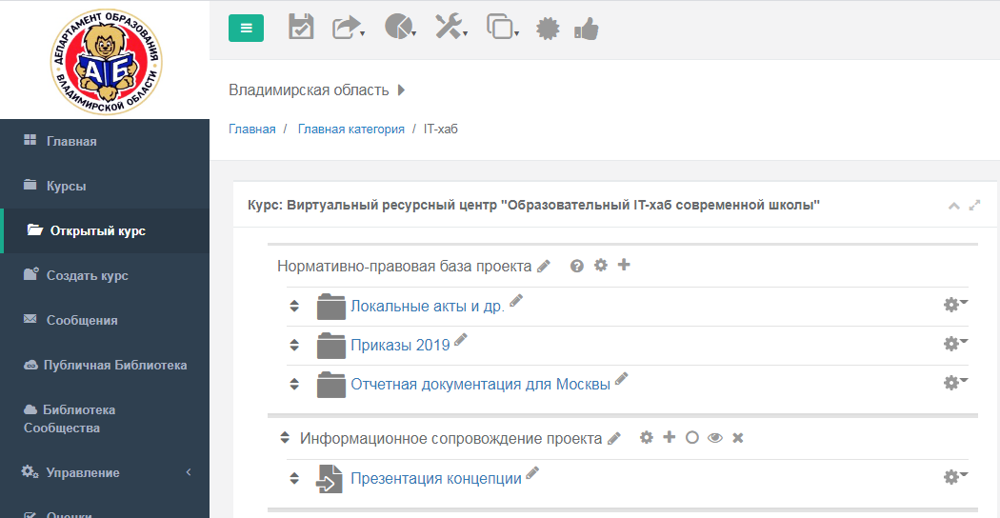 ДЕПАРТАМЕНТ ОБРАЗОВАНИЯ
АБ
ВЛАДИМИРСКОЙ ОБЛАСТИ
Владимирская область
Главная / Главная категория / IT-хаб
Главная
Курсы
Открытый курс
Создать курс
Сообщения
Публичная Библиотека
Библиотека
Сообщества
Управление
Оценки
Курс: Виртуальный ресурсный центр "Образовательный IT-хаб современной школы"
Нормативно-правовая база проекта
Локальные акты и др.
Приказы 2019
Отчетная документация для Москвы
Информационное сопровождение проекта
Презентация концепции